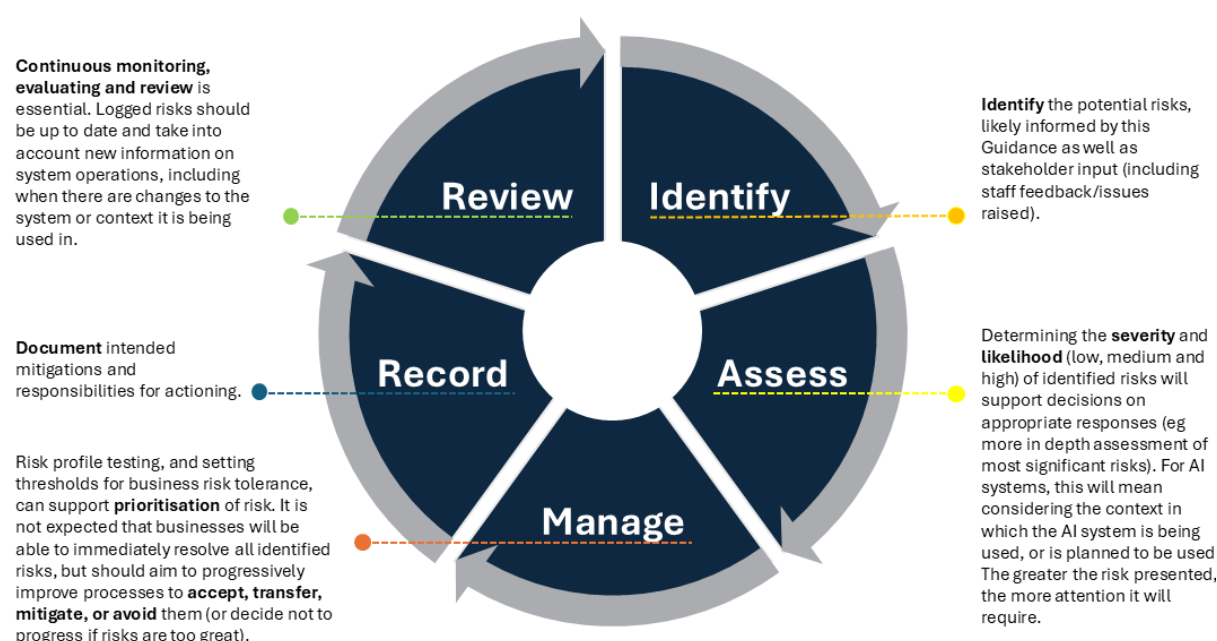 Continuous monitoring,
evaluating and review is
essential. Logged risks should
be up to date and take into
account new information on
system operations, including
when there are changes to the
system or context it is being
used in.
Review
Identify
Identify the potential risks,
likely informed by this
Guidance as well as
stakeholder input (including
staff feedback/issues
raised).
Document intended
mitigations and
responsibilities for actioning.
Record
Assess
Determining the severity and
likelihood (low, medium and
high) of identified risks will
support decisions on
appropriate responses (eg
more in depth assessment of
most significant risks). For AI
systems, this will mean
considering the context in
which the AI system is being
used, or is planned to be used
The greater the risk presented,
the more attention it will
require.
Risk profile testing, and setting
thresholds for business risk tolerance,
can support prioritisation of risk. It is
not expected that businesses will be
able to immediately resolve all identified
risks, but should aim to progressively
improve processes to accept, transfer,
mitigate, or avoid them (or decide not to
progress if risks are too great).
Manage